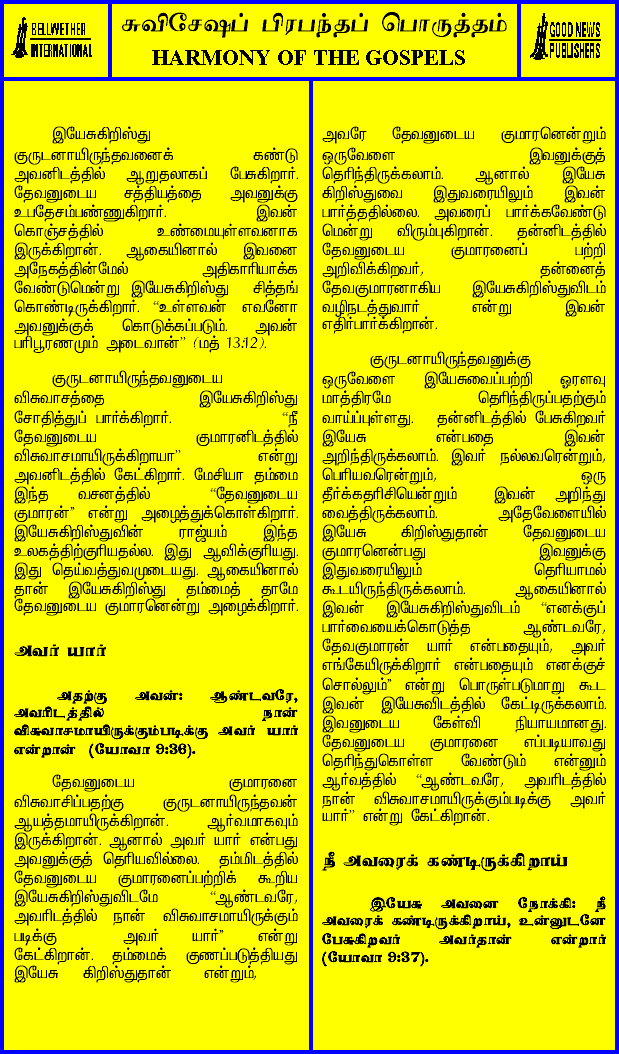 BELLWETHER
INTERNATIONAL
சுவிசேஷப் பிரபந்தப் பொருத்தம்
HARMONY OF THE GOSPELS
GOOD NEWS
PUBLISHERS
இயேசுகிறிஸ்து
குருடனாயிருந்தவனைக் கண்டு
அவனிடத்தில் ஆறுதலாகப் பேசுகிறார்.
தேவனுடைய சத்தியத்தை அவனுக்கு
உபதேசம்பண்ணுகிறார். இவன்
கொஞ்சத்தில் உண்மையுள்ளவனாக
இருக்கிறான். ஆகையினால் இவனை
அநேகத்தின்மேல் அதிகாரியாக்க
வேண்டுமென்று இயேசுகிறிஸ்து சித்தங்
கொண்டிருக்கிறார். “உள்ளவன் எவனோ
அவனுக்குக் கொடுக்கப்படும். அவன்
பரிபூரணமும் அடைவான்” (மத் 13:12).
குருடனாயிருந்தவனுடைய
விசுவாசத்தை இயேசுகிறிஸ்து
சோதித்துப் பார்க்கிறார். “நீ
தேவனுடைய குமாரனிடத்தில்
விசுவாசமாயிருக்கிறாயா” என்று
அவனிடத்தில் கேட்கிறார். மேசியா தம்மை
இந்த வசனத்தில் “தேவனுடைய
குமாரன்” என்று அழைத்துக்கொள்கிறார்.
இயேசுகிறிஸ்துவின் ராஜ்யம் இந்த
உலகத்திற்குரியதல்ல. இது ஆவிக்குரியது.
இது தெய்வத்துவமுடையது. ஆகையினால்
தான் இயேசுகிறிஸ்து தம்மைத் தாமே
தேவனுடைய குமாரனென்று அழைக்கிறார்.
அவர் யார்
அதற்கு அவன்: ஆண்டவரே,
அவரிடத்தில் நான்
விசுவாசமாயிருக்கும்படிக்கு அவர் யார்
என்றான் (யோவா 9:36).
தேவனுடைய குமாரனை
விசுவாசிப்பதற்கு குருடனாயிருந்தவன்
ஆயத்தமாயிருக்கிறான். ஆர்வமாகவும்
இருக்கிறான். ஆனால் அவர் யார் என்பது
அவனுக்குத் தெரியவில்லை. தம்மிடத்தில்
தேவனுடைய குமாரனைப்பற்றிக் கூறிய
இயேசுகிறிஸ்துவிடமே “ஆண்டவரே,
அவரிடத்தில் நான் விசுவாசமாயிருக்கும்
படிக்கு அவர் யார்” என்று
கேட்கிறான். தம்மைக் குணப்படுத்தியது
இயேசு கிறிஸ்துதான் என்றும்,
அவரே தேவனுடைய குமாரனென்றும்
ஒருவேளை இவனுக்குத்
தெரிந்திருக்கலாம். ஆனால் இயேசு
கிறிஸ்துவை இதுவரையிலும் இவன்
பார்த்ததில்லை. அவரைப் பார்க்கவேண்டு
மென்று விரும்புகிறான். தன்னிடத்தில்
தேவனுடைய குமாரனைப் பற்றி
அறிவிக்கிறவர், தன்னைத்
தேவகுமாரனாகிய இயேசுகிறிஸ்துவிடம்
வழிநடத்துவார் என்று இவன்
எதிர்பார்க்கிறான்.
குருடனாயிருந்தவனுக்கு
ஒருவேளை இயேசுவைப்பற்றி ஓரளவு
மாத்திரமே தெரிந்திருப்பதற்கும்
வாய்ப்புள்ளது. தன்னிடத்தில் பேசுகிறவர்
இயேசு என்பதை இவன்
அறிந்திருக்கலாம். இவர் நல்லவரென்றும்,
பெரியவரென்றும், ஒரு
தீர்க்கதரிசியென்றும் இவன் அறிந்து
வைத்திருக்கலாம். அதேவேளையில்
இயேசு கிறிஸ்துதான் தேவனுடைய
குமாரனென்பது இவனுக்கு
இதுவரையிலும் தெரியாமல்
கூடயிருந்திருக்கலாம். ஆகையினால்
இவன் இயேசுகிறிஸ்துவிடம் “எனக்குப்
பார்வையைக்கொடுத்த ஆண்டவரே,
தேவகுமாரன் யார் என்பதையும், அவர்
எங்கேயிருக்கிறார் என்பதையும் எனக்குச்
சொல்லும்” என்று பொருள்படுமாறு கூட
இவன் இயேசுவிடத்தில் கேட்டிருக்கலாம்.
இவனுடைய கேள்வி நியாயமானது.
தேவனுடைய குமாரனை எப்படியாவது
தெரிந்துகொள்ள வேண்டும் என்னும்
ஆர்வத்தில் “ஆண்டவரே, அவரிடத்தில்
நான் விசுவாசமாயிருக்கும்படிக்கு அவர்
யார்” என்று கேட்கிறான்.
நீ அவரைக் கண்டிருக்கிறாய்
இயேசு அவனை நோக்கி: நீ
அவரைக் கண்டிருக்கிறாய், உன்னுடனே
பேசுகிறவர் அவர்தான் என்றார்
(யோவா 9:37).